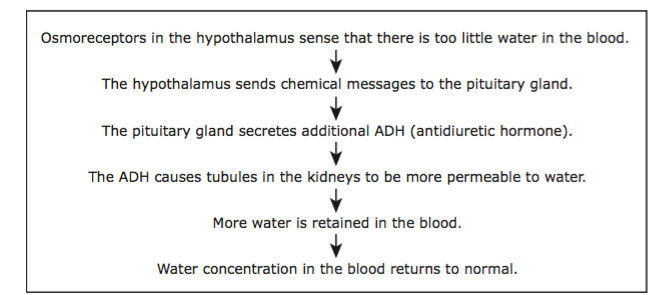 Osmoreceptors in the hypothalamus sense that there is too little water in the blood.
The hypothalamus sends chemical messages to the pituitary gland.
The pituitary gland secretes additional ADH (antidiuretic hormone).
The ADH causes tubules in the kidneys to be more permeable to water.
More water is retained in the blood.
Water concentration in the blood returns to normal.